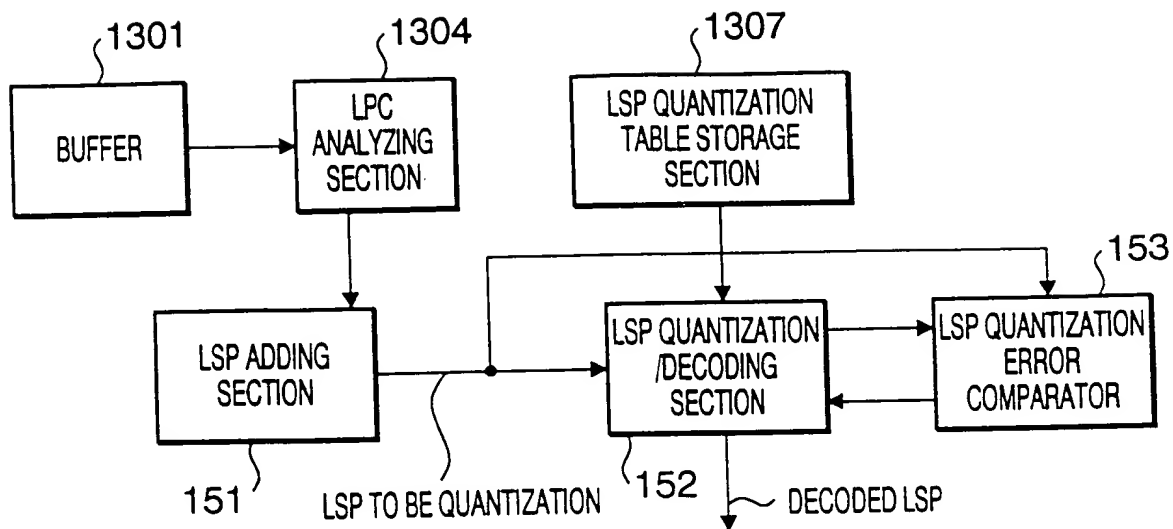 1301
1304
1307
BUFFER
LPC
ANALYZING
SECTION
LSP QUANTIZATION
TABLE STORAGE
SECTION
153
LSP ADDING
SECTION
LSP QUANTIZATION
/DECODING
SECTION
LSP QUANTIZATION
ERROR
COMPARATOR
151
LSP TO BE QUANTIZATION
152
DECODED LSP